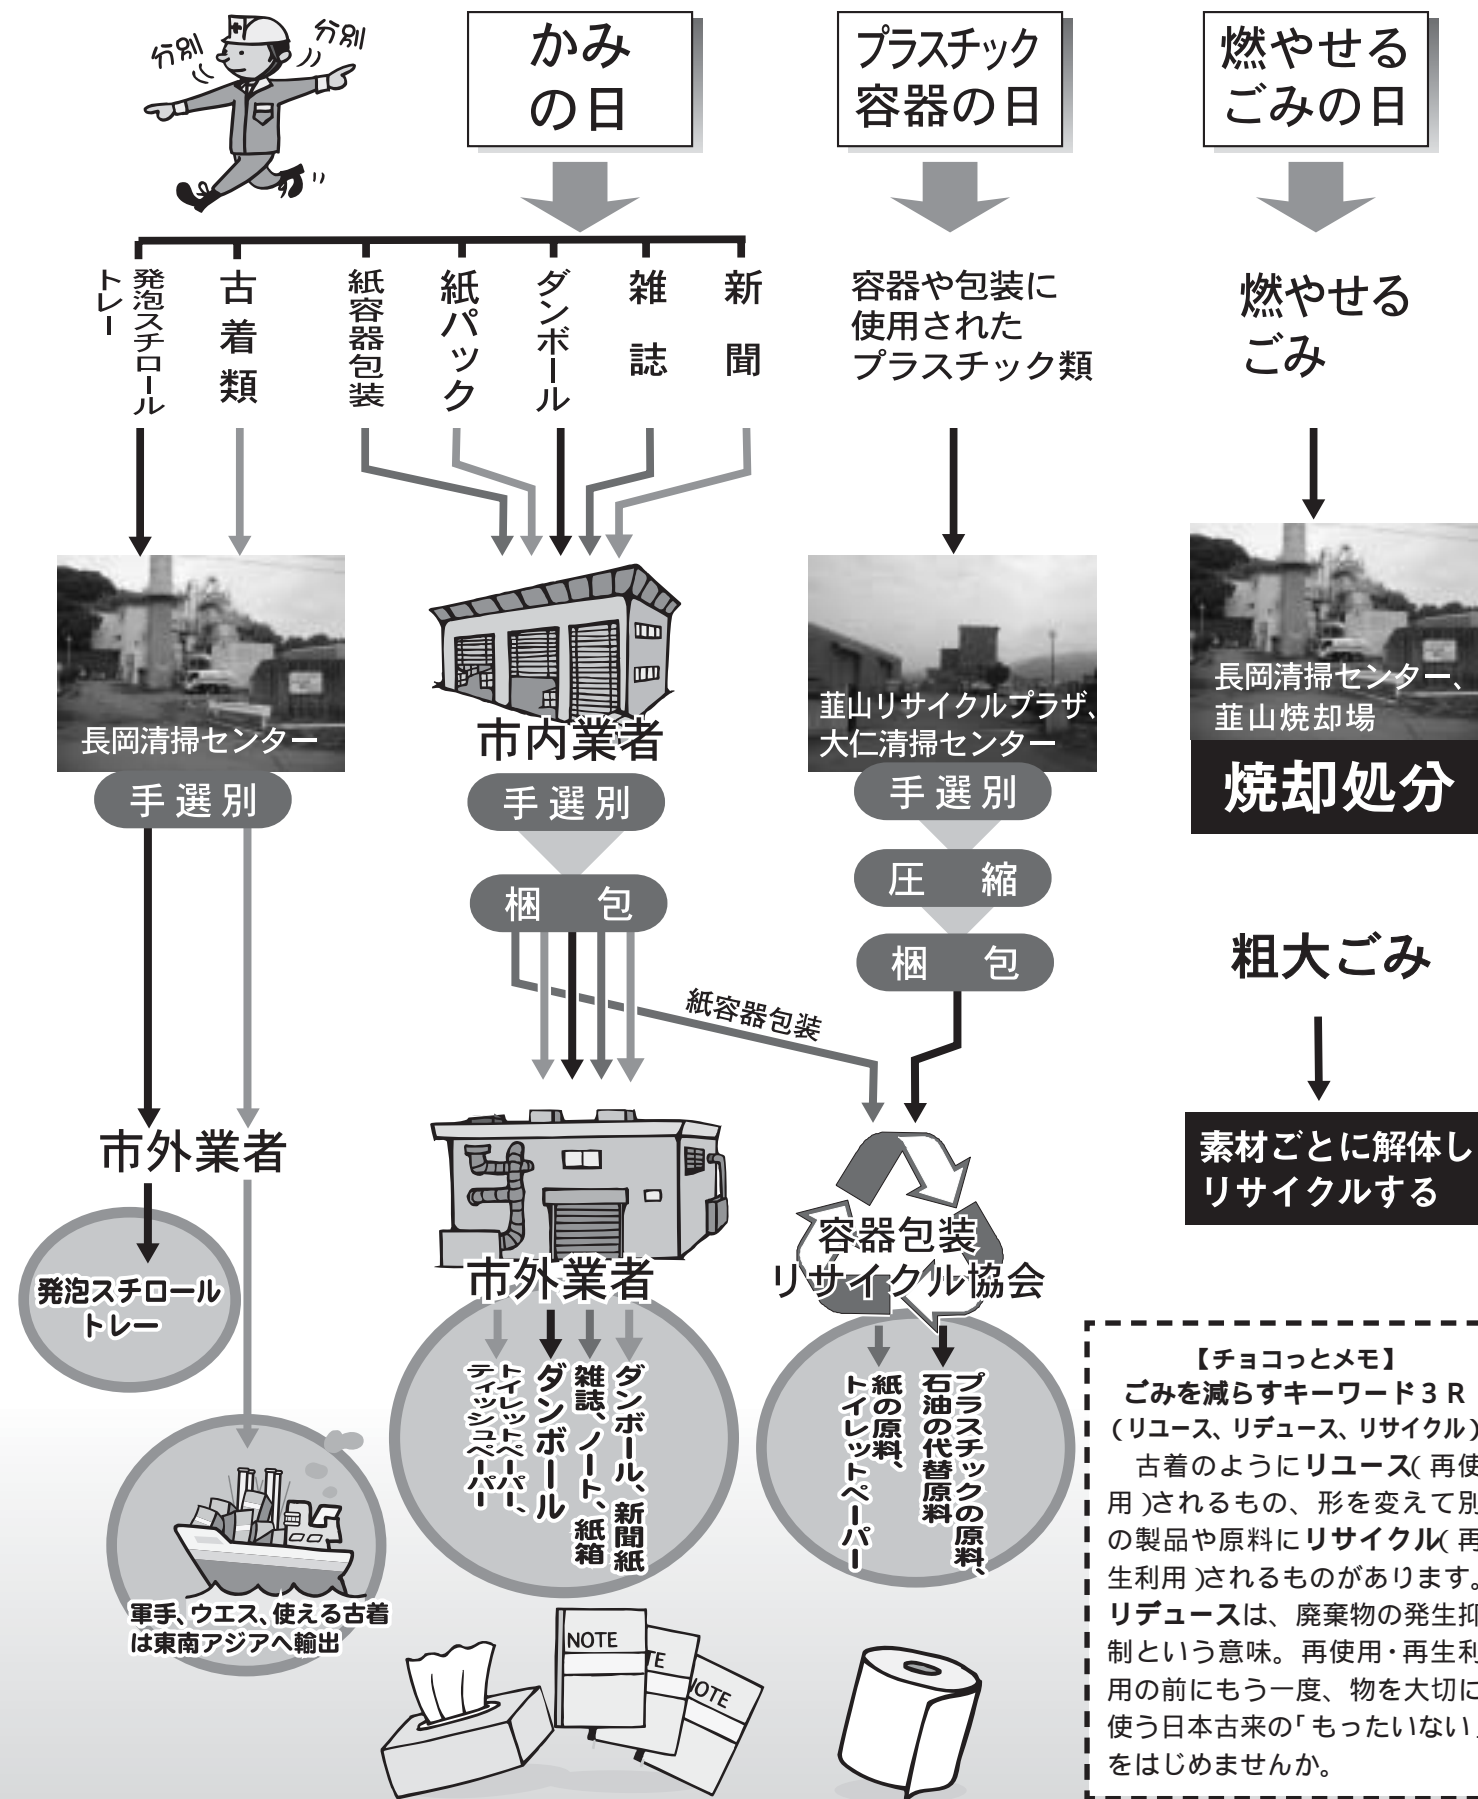 分別
分別
かみ
の日
プラスチック
容器の日
燃やせる
ごみの日
発泡スチロール
トレー
古着類
紙容器包装
紙パック
ダンボール
雑誌
新聞
容器や包装に
使用された
プラスチック類
燃やせる
ごみ
長岡清掃センター
手選別
市内業者
手選別
梱包
韮山リサイクルプラザ、
大仁清掃センター
手選別
圧縮
梱包
長岡清掃センター、
韮山焼却場
焼却処分
粗大ごみ
素材ごとに解体し
リサイクルする
紙容器包装
市外業者
発泡スチロール
トレー
軍手、ウエス、使える古着
は東南アジアへ輸出
市外業者
ダンボール、新聞紙
雑誌、ノート、紙箱
ダンボール
トイレットペーパー、
ティッシュペーパー
容器包装
リサイクル協会
プラスチックの原料、
石油の代替原料
紙の原料、
トイレットペーパー
NOTE
TE
NOTE
【チョコっとメモ】
ごみを減らすキーワード3R
(リユース、リデュース、リサイクル)
古着のようにリユース(再使
用)されるもの、形を変えて別
の製品や原料にリサイクル(再
生利用)されるものがあります。
リデュースは、廃棄物の発生抑
制という意味。再使用・再生利
用の前にもう一度、物を大切に
使う日本古来の「もったいない」
をはじめませんか。